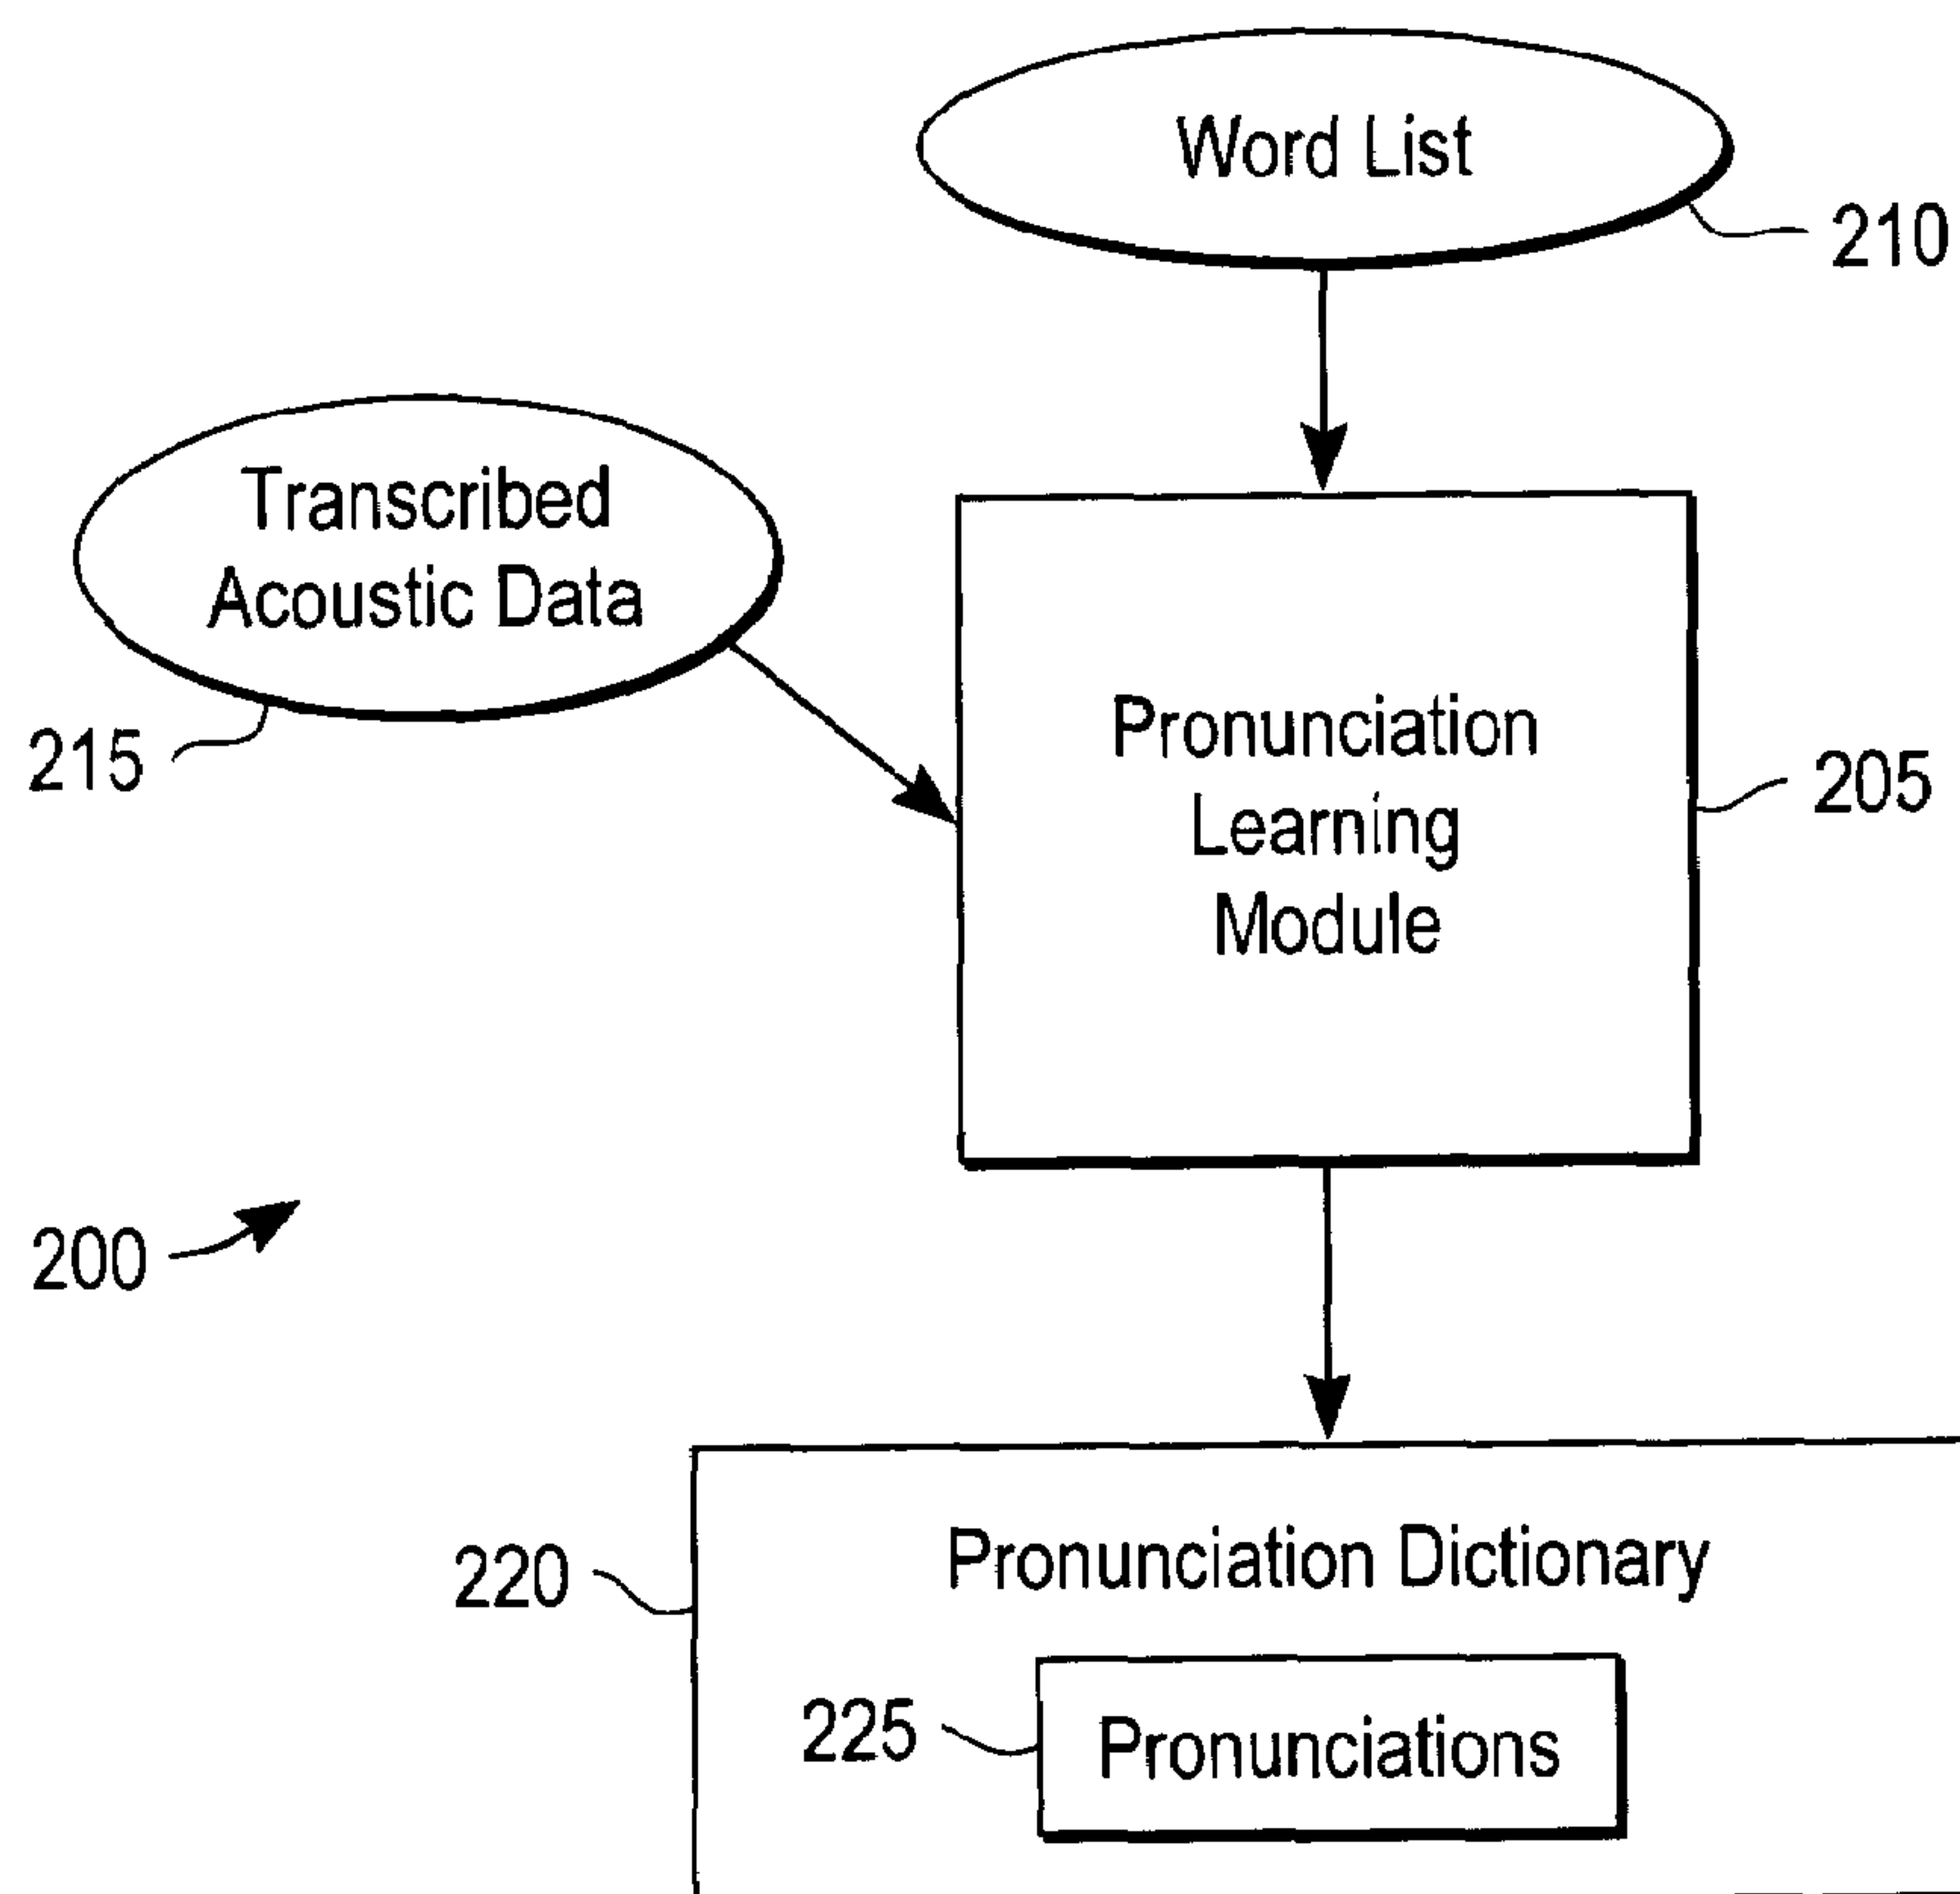 Word List
210
Transcribed
Acoustic Data
215
Pronunciation
Learning
Module
205
200
Pronunciation Dictionary
220
225
Pronunciations